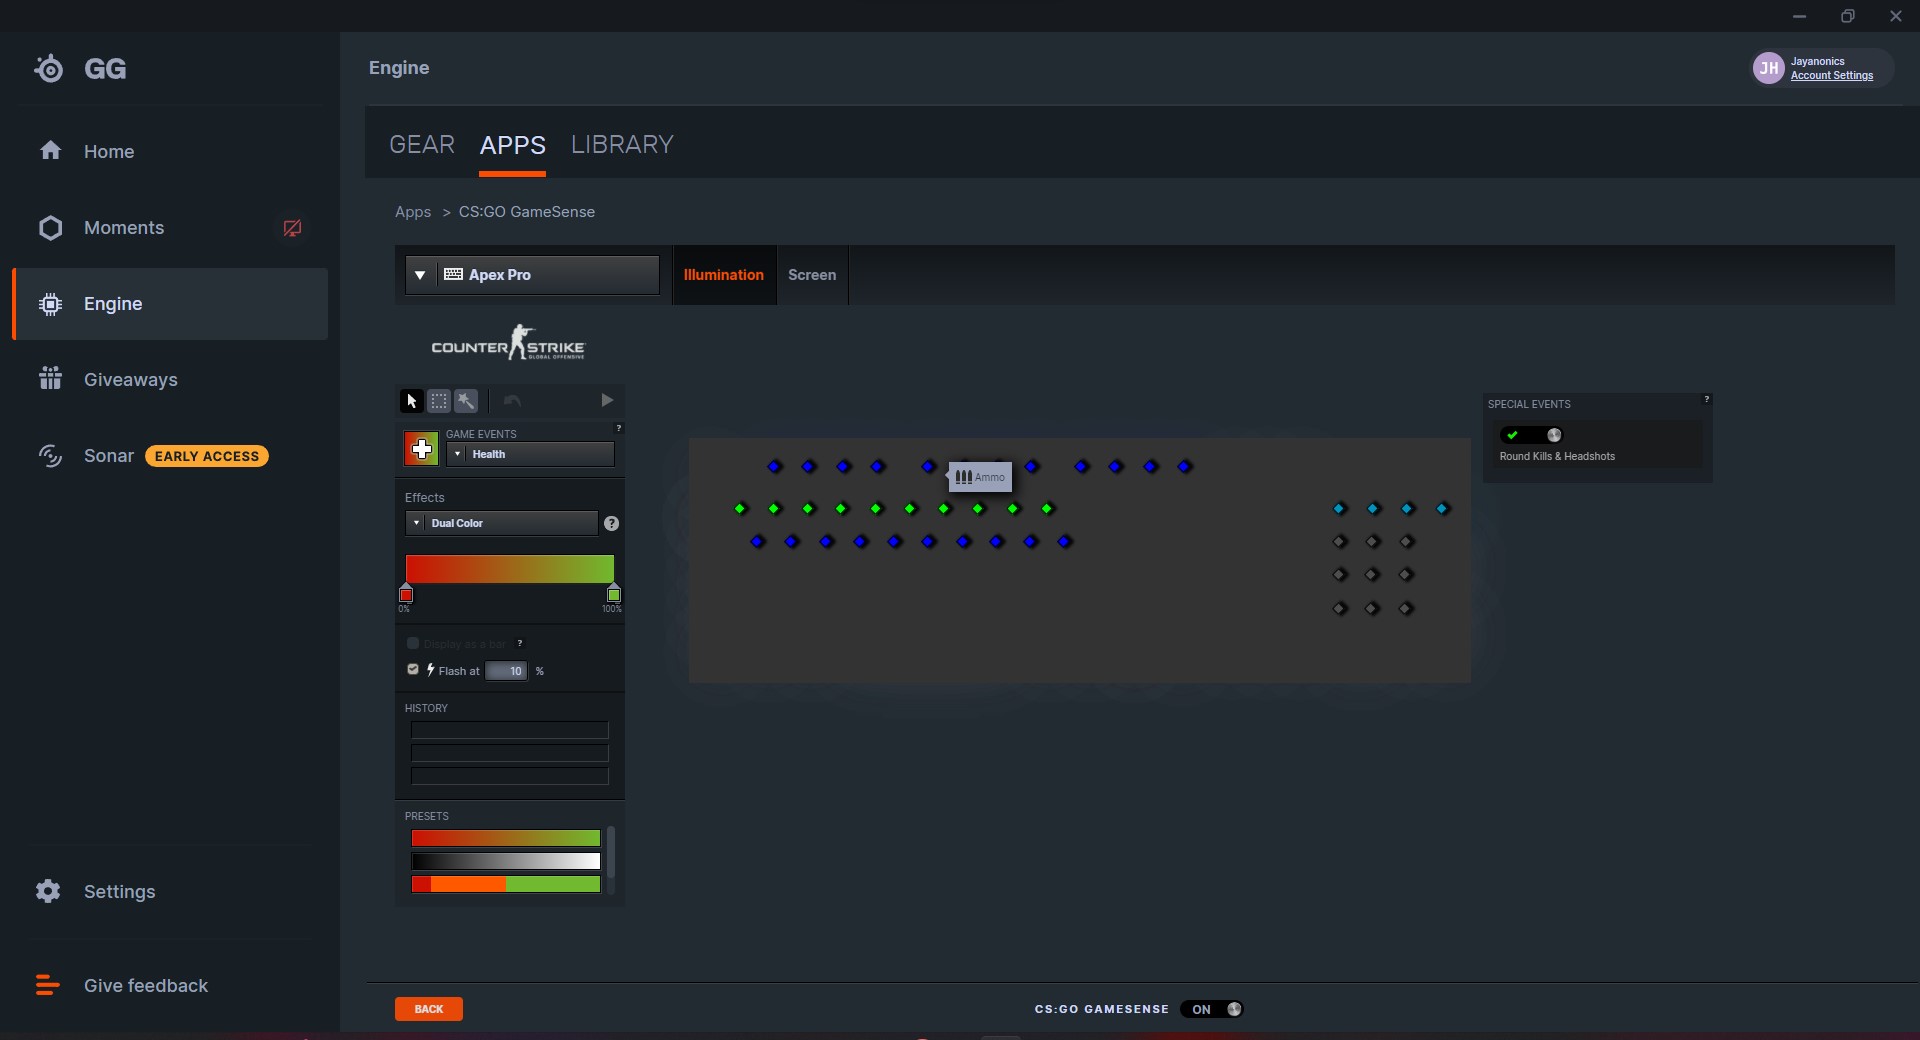 GG
Home
Moments
Engine
Giveaways
Sonar
EARLY ACCESS
Settings
Give feedback
Engine
JH
Jayanonics
Account Settings
GEAR
APPS
LIBRARY
Apps > CS:GO GameSense
Apex Pro
Illumination
Screen
COUNTER STRIKE
GLOBAL OFFENSIVE
?
GAME EVENTS
Health
Effects
Dual Color
?
0%
100%
Display as a bar ?
Flash at 10 %
HISTORY
PRESETS
Ammo
SPECIAL EVENTS
?
Round Kills & Headshots
BACK
CS:GO GAMESENSE
ON